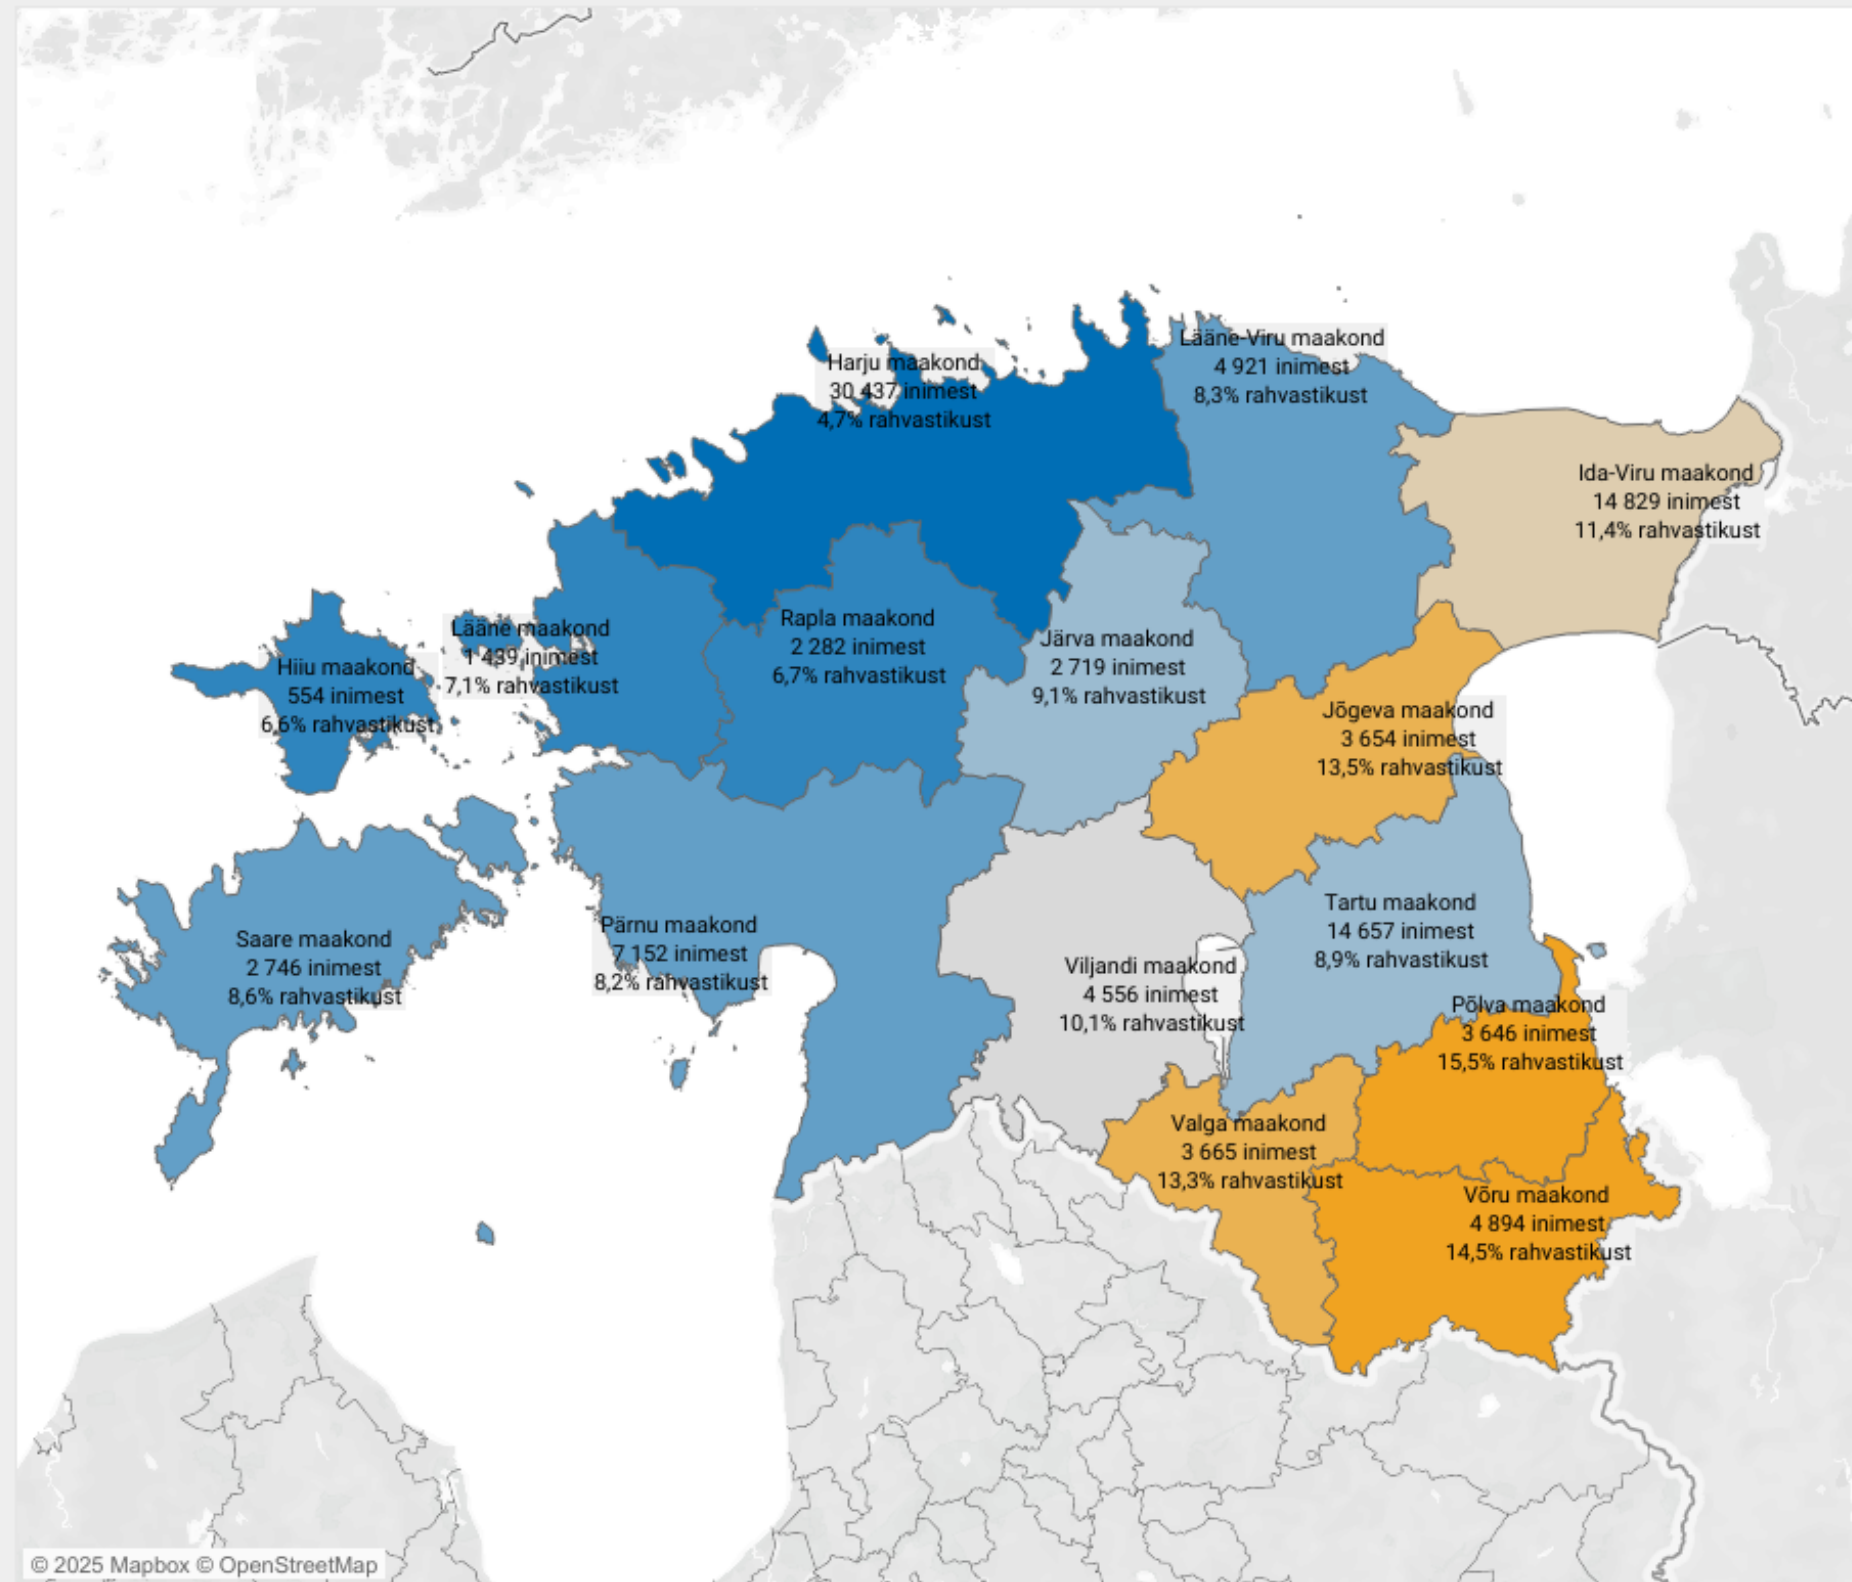 Harju maakond
30 437 inimest
4,7% rahvastikust
Lääne-Viru maakond
4 921 inimest
8,3% rahvastikust
Ida-Viru maakond
14 829 inimest
11,4% rahvastikust
Hiiu maakond
554 inimest
6,6% rahvastikust
Lääne maakond
1 439 inimest
7,1% rahvastikust
Rapla maakond
2 282 inimest
6,7% rahvastikust
Järva maakond
2 719 inimest
9,1% rahvastikust
Jõgeva maakond
3 654 inimest
13,5% rahvastikust
Saare maakond
2 746 inimest
8,6% rahvastikust
Pärnu maakond
7 152 inimest
8,2% rahvastikust
Viljandi maakond
4 556 inimest
10,1% rahvastikust
Tartu maakond
14 657 inimest
8,9% rahvastikust
Põlva maakond
3 646 inimest
15,5% rahvastikust
Valga maakond
3 665 inimest
13,3% rahvastikust
Võru maakond
4 894 inimest
14,5% rahvastikust
© 2025 Mapbox © OpenStreetMap